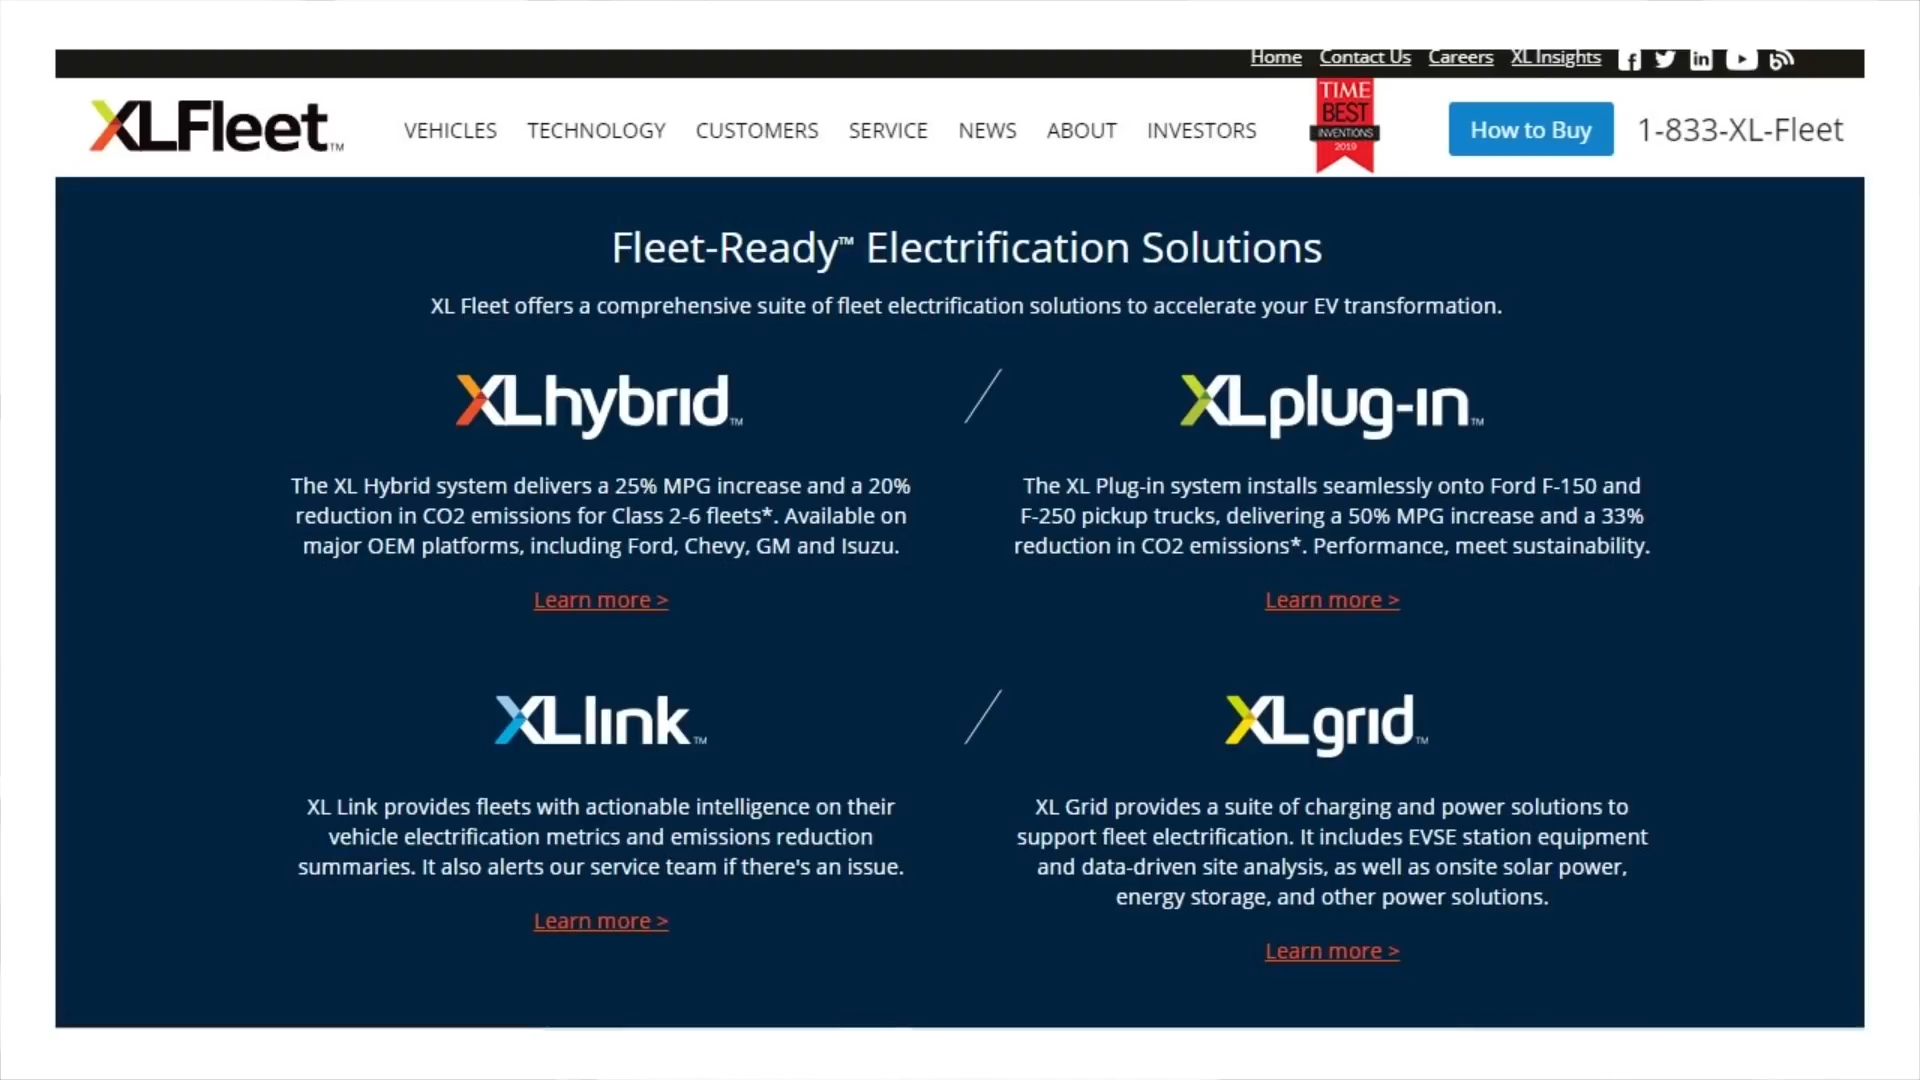 Home Contact Us Careers XL Insights
XLFleet™
VEHICLES TECHNOLOGY CUSTOMERS SERVICE NEWS ABOUT INVESTORS
TIME
BEST
INVENTIONS
2019
How to Buy
1-833-XL-Fleet
Fleet-Ready™ Electrification Solutions
XL Fleet offers a comprehensive suite of fleet electrification solutions to accelerate your EV transformation.
XLhybrid™
The XL Hybrid system delivers a 25% MPG increase and a 20%
reduction in CO2 emissions for Class 2-6 fleets*. Available on
major OEM platforms, including Ford, Chevy, GM and Isuzu.
Learn more >
XLplug-in™
The XL Plug-in system installs seamlessly onto Ford F-150 and
F-250 pickup trucks, delivering a 50% MPG increase and a 33%
reduction in CO2 emissions*. Performance, meet sustainability.
Learn more >
XLlink™
XL Link provides fleets with actionable intelligence on their
vehicle electrification metrics and emissions reduction
summaries. It also alerts our service team if there's an issue.
Learn more >
XLgrid™
XL Grid provides a suite of charging and power solutions to
support fleet electrification. It includes EVSE station equipment
and data-driven site analysis, as well as onsite solar power,
energy storage, and other power solutions.
Learn more >